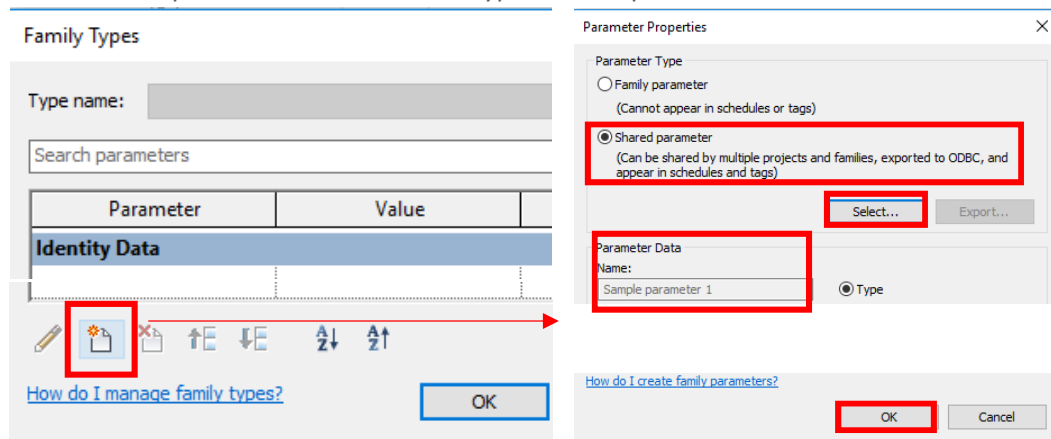 Family Types
Type name:
Search parameters
Parameter Value
Identity Data
How do I manage family types?
OK
Parameter Properties
Parameter Type
Family parameter
(Cannot appear in schedules or tags)
Shared parameter
(Can be shared by multiple projects and families, exported to ODBC, and
appear in schedules and tags)
Select... Export...
Parameter Data
Name:
Sample parameter 1 Type
How do I create family parameters?
OK Cancel